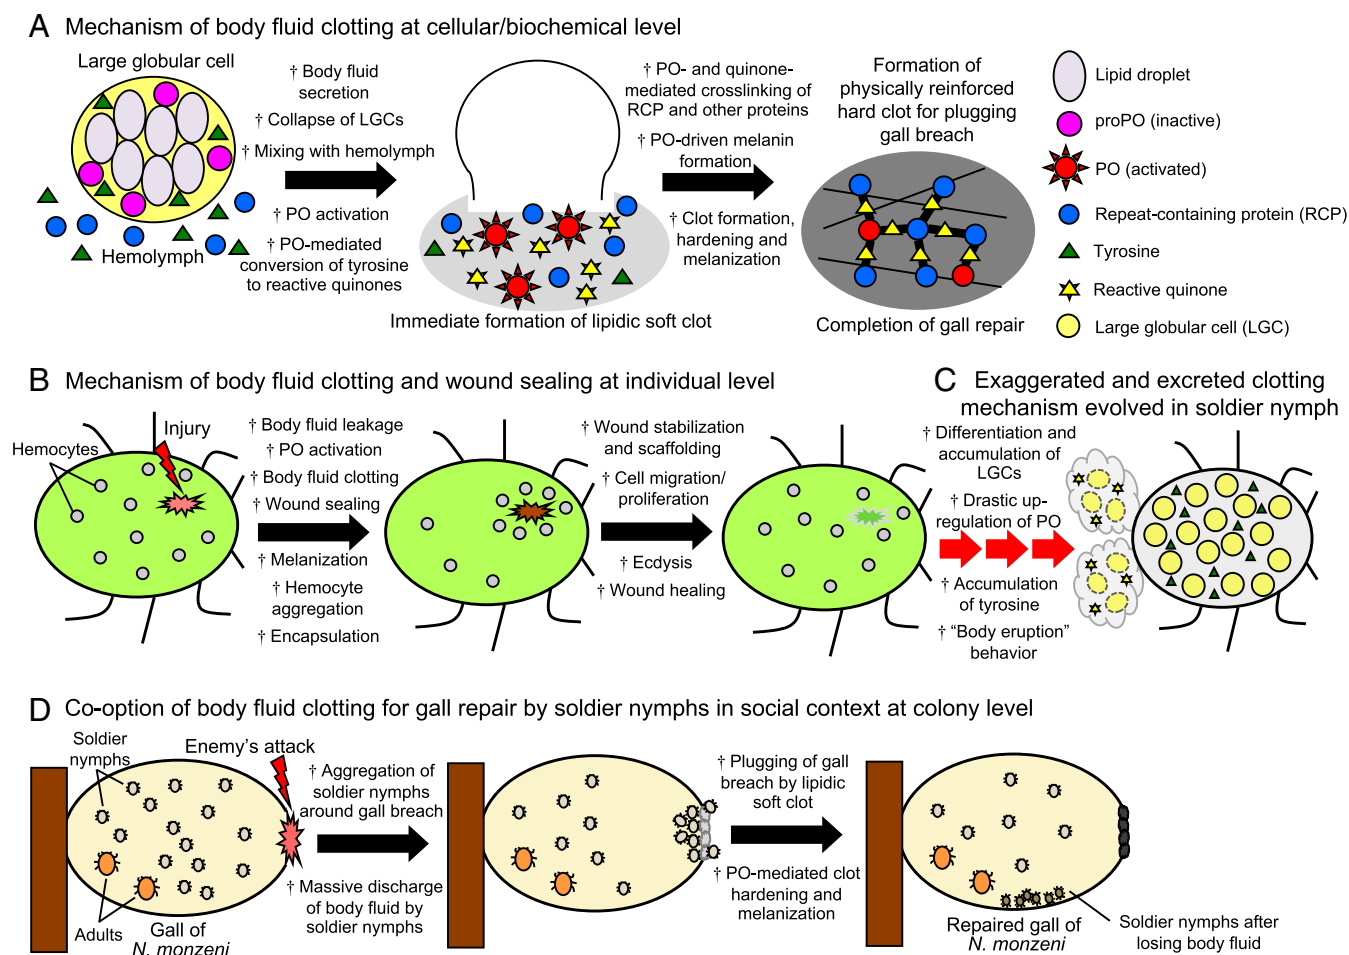 A Mechanism of body fluid clotting at cellular/biochemical level
Large globular cell
Hemolymph
† Body fluid
secretion
† Collapse of LGCs
† Mixing with hemolymph
† PO activation
† PO-mediated
conversion of tyrosine
to reactive quinones
Immediate formation of lipidic soft clot
† PO- and quinone-
mediated crosslinking of
RCP and other proteins
† PO-driven melanin
formation
† Clot formation,
hardening and
melanization
Formation of
physically reinforced
hard clot for plugging
gall breach
Completion of gall repair
Lipid droplet
proPO (inactive)
PO (activated)
Repeat-containing protein (RCP)
Tyrosine
Reactive quinone
Large globular cell (LGC)
B Mechanism of body fluid clotting and wound sealing at individual level
Hemocytes
Injury
† Body fluid leakage
† PO activation
† Body fluid clotting
† Wound sealing
† Melanization
† Hemocyte
aggregation
† Encapsulation
† Wound stabilization
and scaffolding
† Cell migration/
proliferation
† Ecdysis
† Wound healing
C Exaggerated and excreted clotting
mechanism evolved in soldier nymph
† Differentiation and
accumulation of
LGCs
† Drastic up-
regulation of PO
† Accumulation
of tyrosine
† “Body eruption”
behavior
D Co-option of body fluid clotting for gall repair by soldier nymphs in social context at colony level
Soldier
nymphs
Enemy’s attack
Adults
Gall of
N. monzeni
† Aggregation of
soldier nymphs
around gall breach
† Massive discharge
of body fluid by
soldier nymphs
† Plugging of gall
breach by lipidic
soft clot
† PO-mediated clot
hardening and
melanization
Repaired gall of
N. monzeni
Soldier nymphs after
losing body fluid